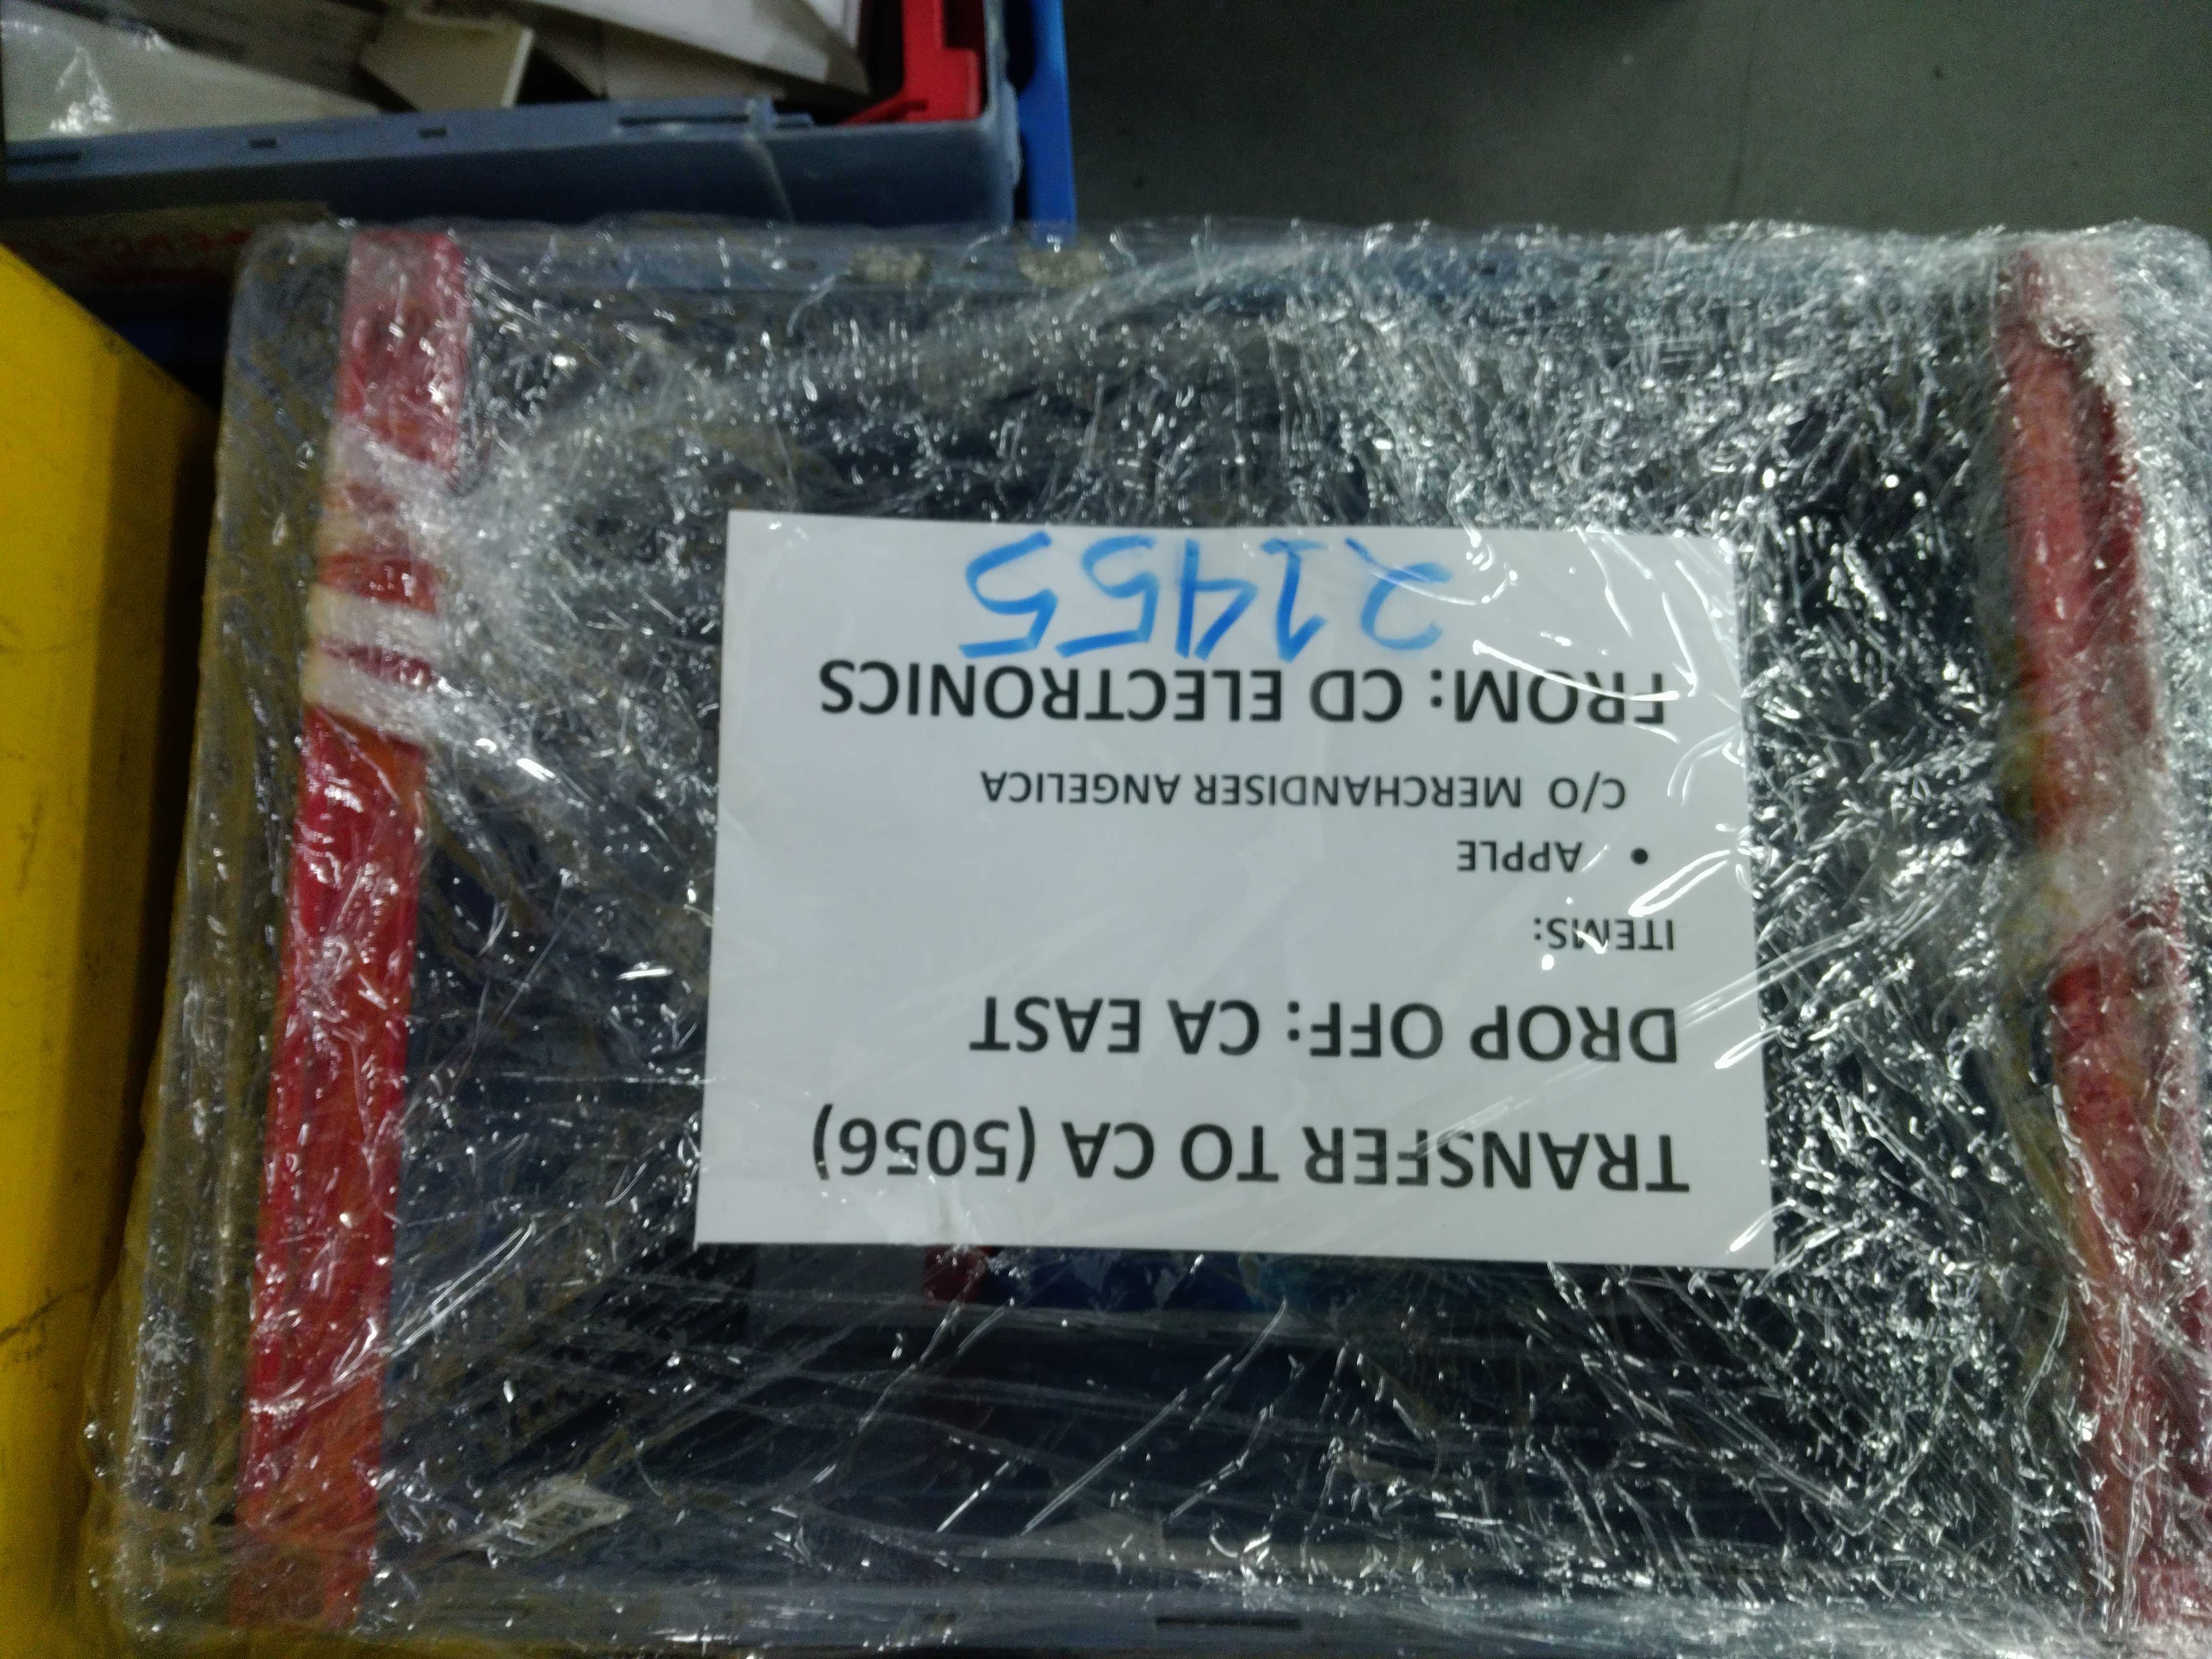 TRANSFER TO CA (5056)
DROP OFF: CA EAST
ITEMS:
• APPLE
C/O MERCHANDISER ANGELICA
FROM: CD ELECTRONICS
21455